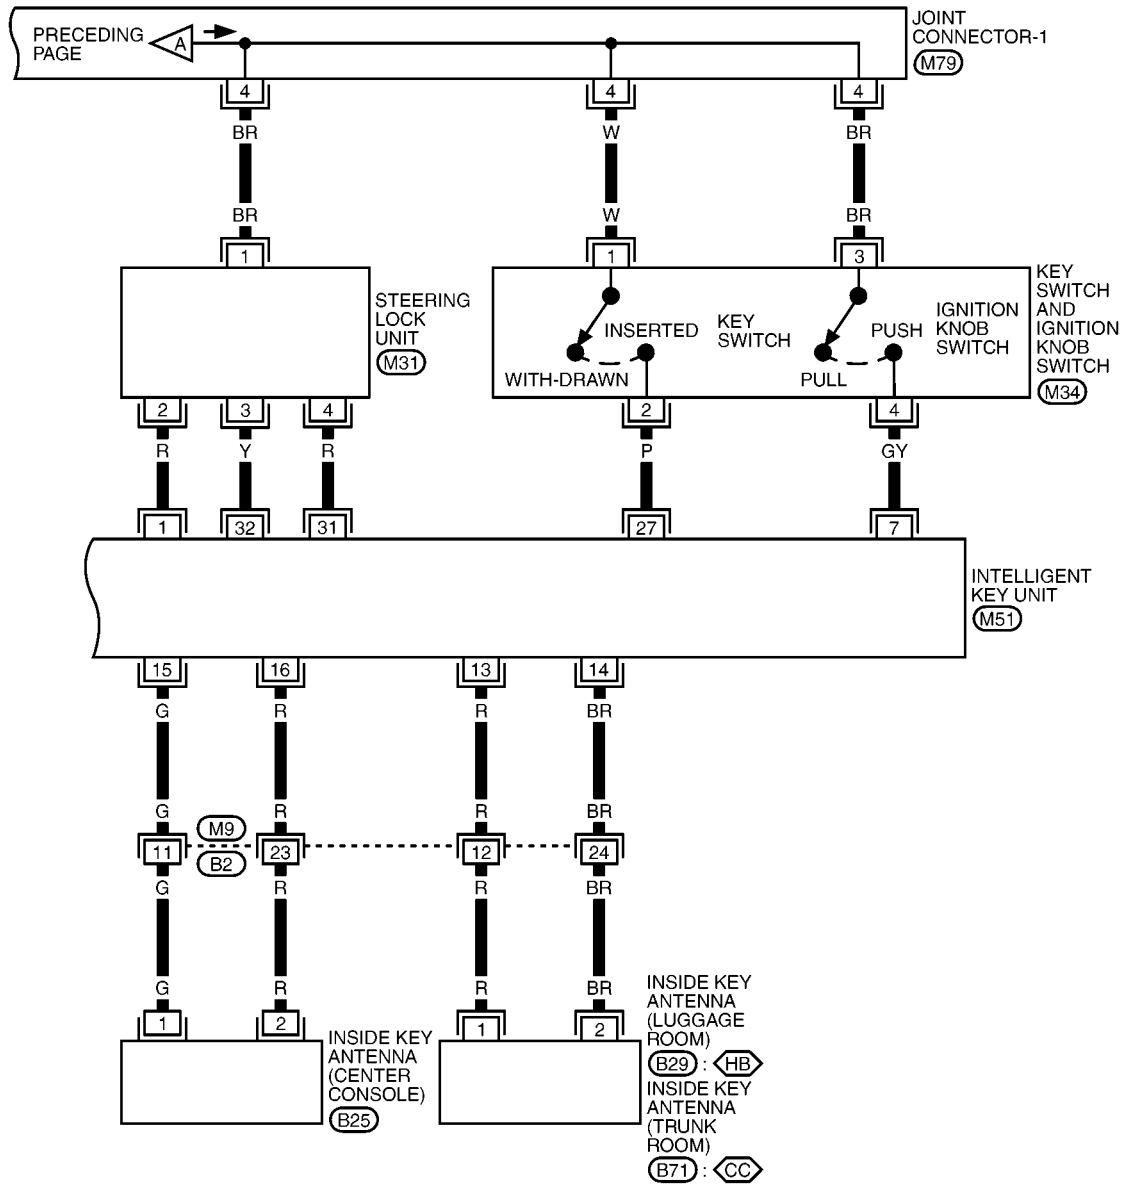 PRECEDING
PAGE
A
JOINT
CONNECTOR-1
M79
4
4
4
BR
W
BR
BR
W
BR
1
1
3
STEERING
LOCK
UNIT
M31
INSERTED
WITH-DRAWN
KEY
SWITCH
PUSH
PULL
IGNITION
KNOB
SWITCH
KEY
SWITCH
AND
IGNITION
KNOB
SWITCH
M34
2
3
4
2
4
R
Y
R
P
GY
1
32
31
27
7
INTELLIGENT
KEY UNIT
M51
15
16
13
14
G
R
R
BR
G
R
R
BR
M9
11
23
12
24
B2
G
R
R
BR
G
R
R
BR
1
2
1
2
INSIDE KEY
ANTENNA
(CENTER
CONSOLE)
B25
INSIDE KEY
ANTENNA
(LUGGAGE
ROOM)
B29 : HB
INSIDE KEY
ANTENNA
(TRUNK
ROOM)
B71 : CC